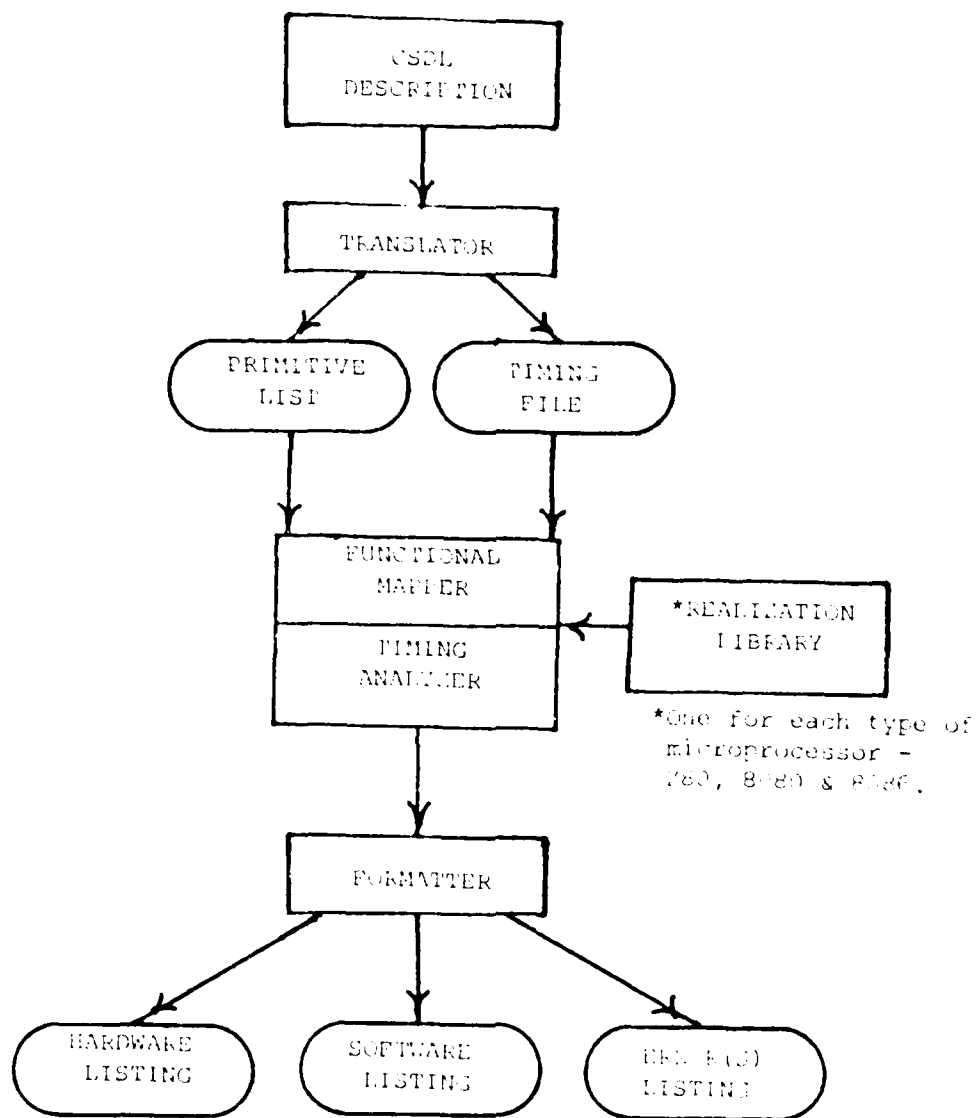 CSDL
DESCRIPTION
TRANSLATOR
PRIMITIVE
LIST
TIMING
FILE
FUNCTIONAL
MAPPER
TIMING
ANALYZER
*REALIZATION
LIBRARY
*One for each type of
microprocessor -
Z80, 8080 & 8086.
FORMATTER
HARDWARE
LISTING
SOFTWARE
LISTING
LISTING